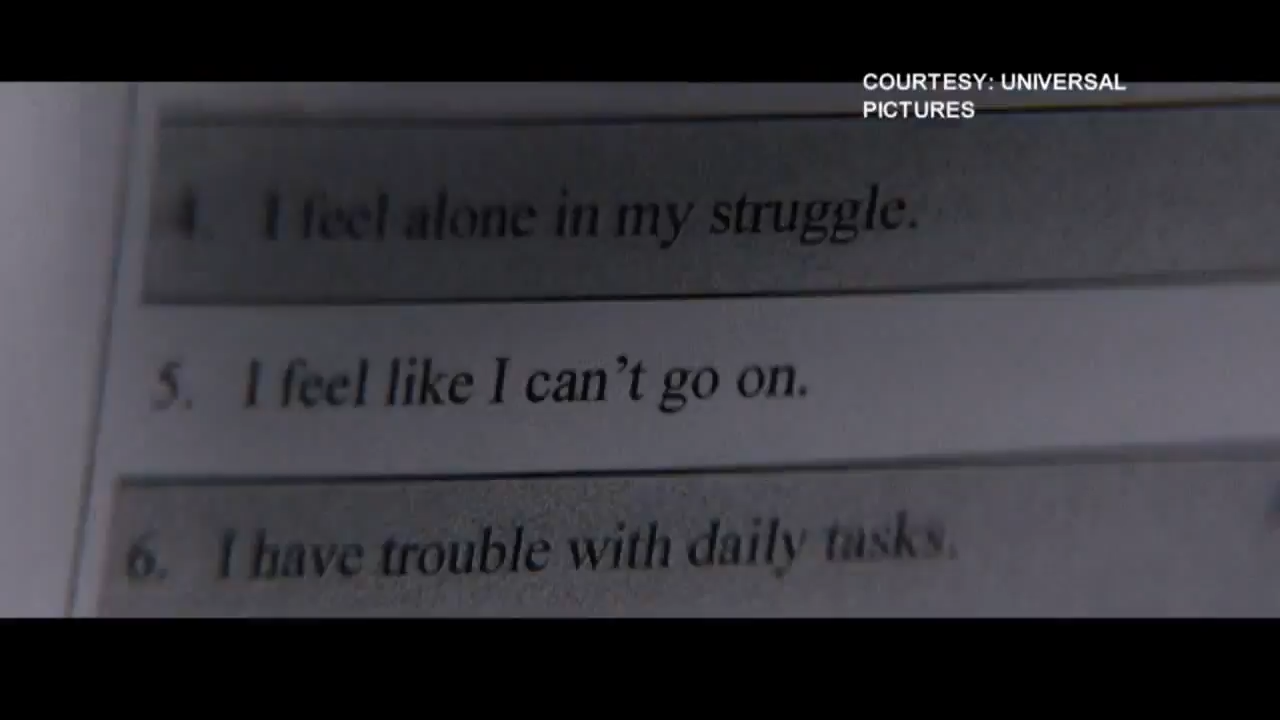 COURTESY: UNIVERSAL
PICTURES
4. I feel alone in my struggle.
5. I feel like I can't go on.
6. I have trouble with daily tasks.